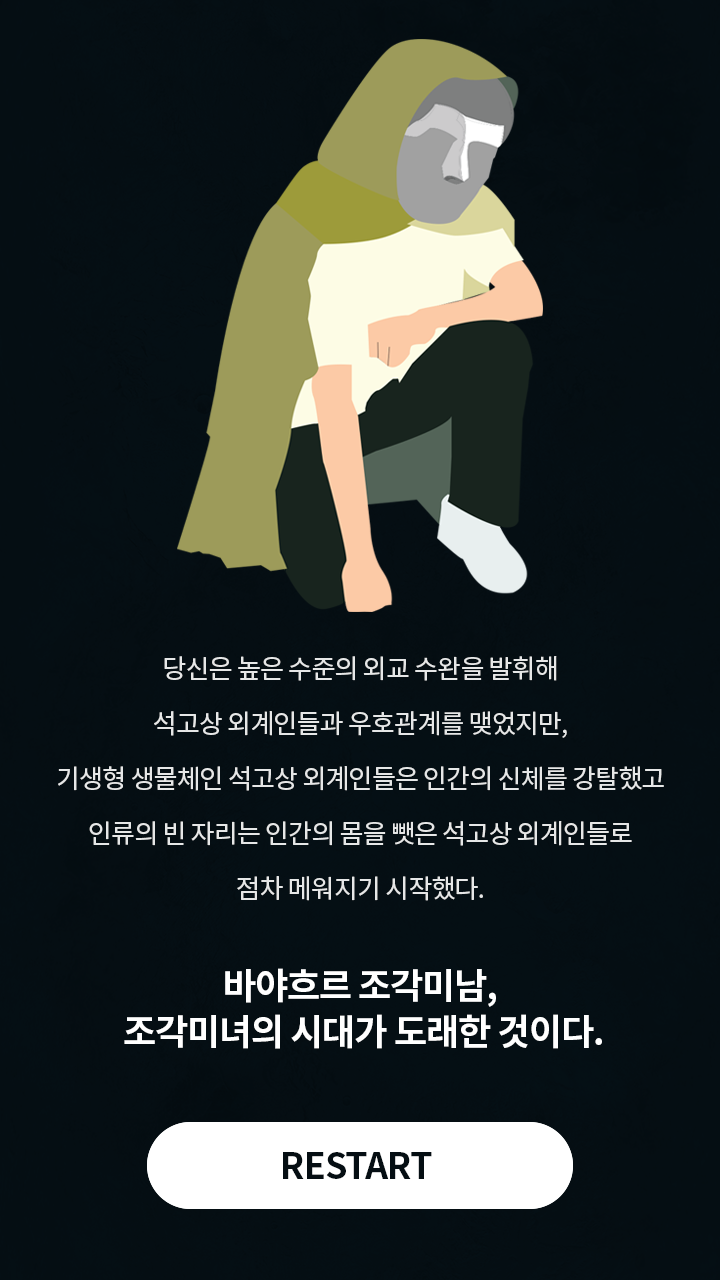 당신은 높은 수준의 외교 수완을 발휘해
석고상 외계인들과 우호관계를 맺었지만,
기생형 생물체인 석고상 외계인들은 인간의 신체를 강탈했고
인류의 빈 자리는 인간의 몸을 뺏은 석고상 외계인들로
점차 메워지기 시작했다.
바야흐르 조각미남,
조각미녀의 시대가 도래한 것이다.
RESTART